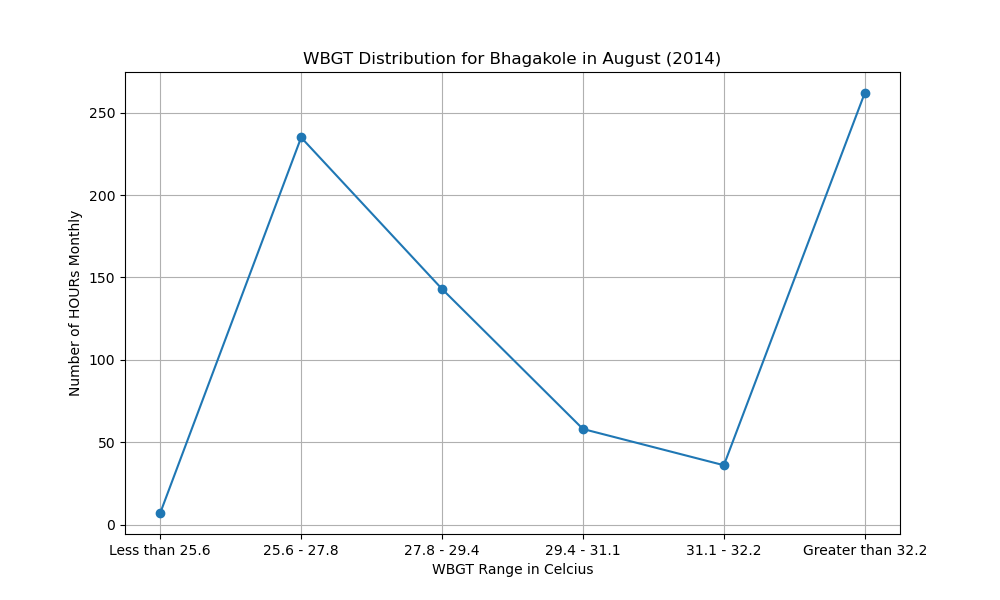 WBGT Distribution for Bhagakole in August (2014)
Number of HOURs Monthly
250
200
150
100
50
0
Less than 25.6
25.6 - 27.8
27.8 - 29.4
29.4 - 31.1
31.1 - 32.2
Greater than 32.2
WBGT Range in Celcius